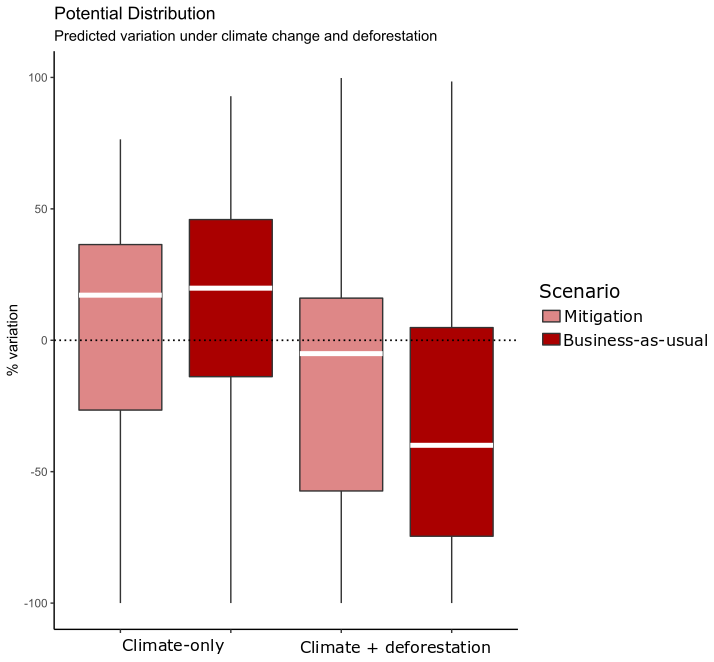 Potential Distribution
Predicted variation under climate change and deforestation
% variation
100
50
0
-50
-100
Climate-only
Climate + deforestation
Scenario
Mitigation
Business-as-usual